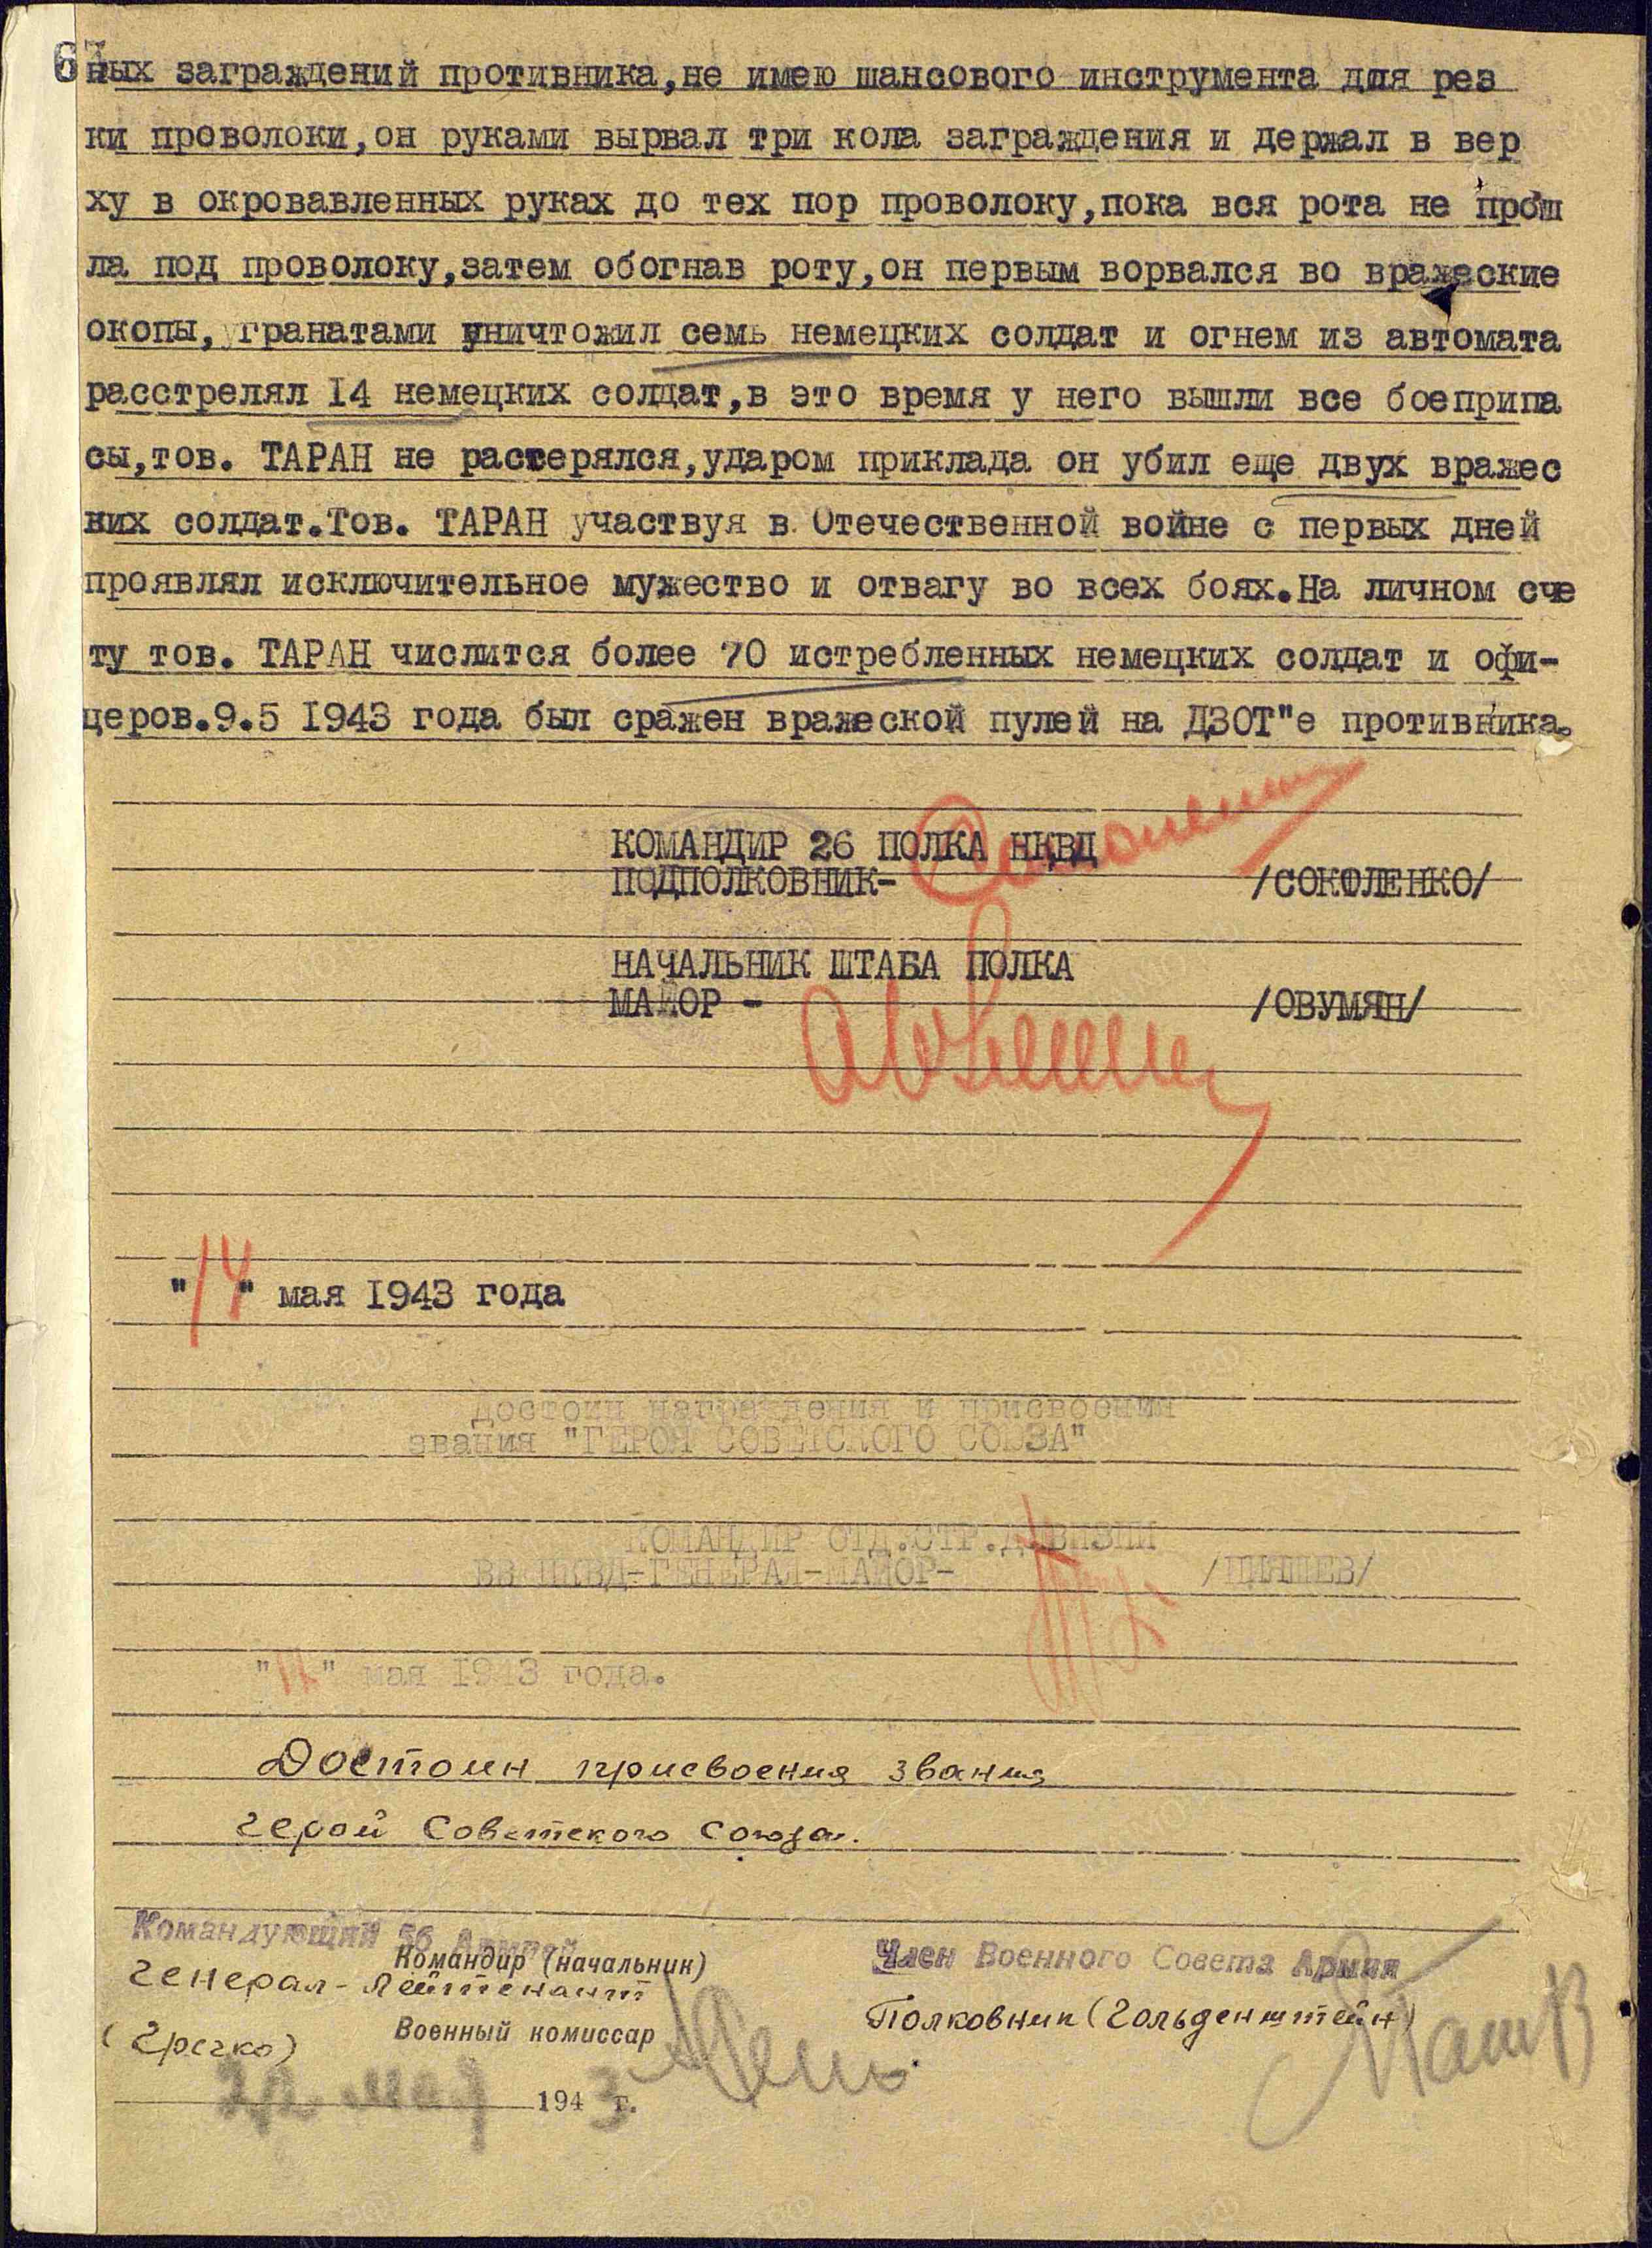 67
ных заграждений противника,не имею шансового инструмента для рез
ки проволоки,он руками вырвал три кола заграждения и держал в вер
ху в окровавленных руках до тех пор проволоку,пока вся рота не прош
ла под проволоку,затем обогнав роту,он первым ворвался во вражеские
окопы, гранатами уничтожил семь немецких солдат и огнем из автомата
расстрелял I4 немецких солдат,в это время у него вышли все боеприпа
сы,тов. ТАРАН не растерялся,ударом приклада он убил еще двух вражес
ких солдат.Тов. ТАРАН участвуя в Отечественной войне с первых дней
проявлял исключительное мужество и отвагу во всех боях.На личном сче
ту тов. ТАРАН числится более 70 истребленных немецких солдат и офи-
церов.9.5 I943 года был сражен вражеской пулей на ДЗОТ"е противника.
КОМАНДИР 26 ПОЛКА НКВД
ПОДПОЛКОВНИК- /СОКОЛЕНКО/
НАЧАЛЬНИК ШТАБА ПОЛКА
МАЙОР - /ОВУМЯН/
"14" мая I943 года
достоин награждения и присвоения
звания "ГЕРОЯ СОВЕТСКОГО СОЮЗА"
КОМАНДИР ОТД.СТР.ДИВИЗИИ
ВВ НКВД-ГЕНЕРАЛ-МАЙОР- /ПИЯШЕВ/
" " мая I943 года.
Достоин присвоения звания
герой Советского Союза.
Командующий 56 Армией
Командир (начальник)
Генерал-Лейтенант
Военный комиссар
(Гречко)
Член Военного Совета Армии
Полковник (Гольденштейн)
22 мая 1943 г.